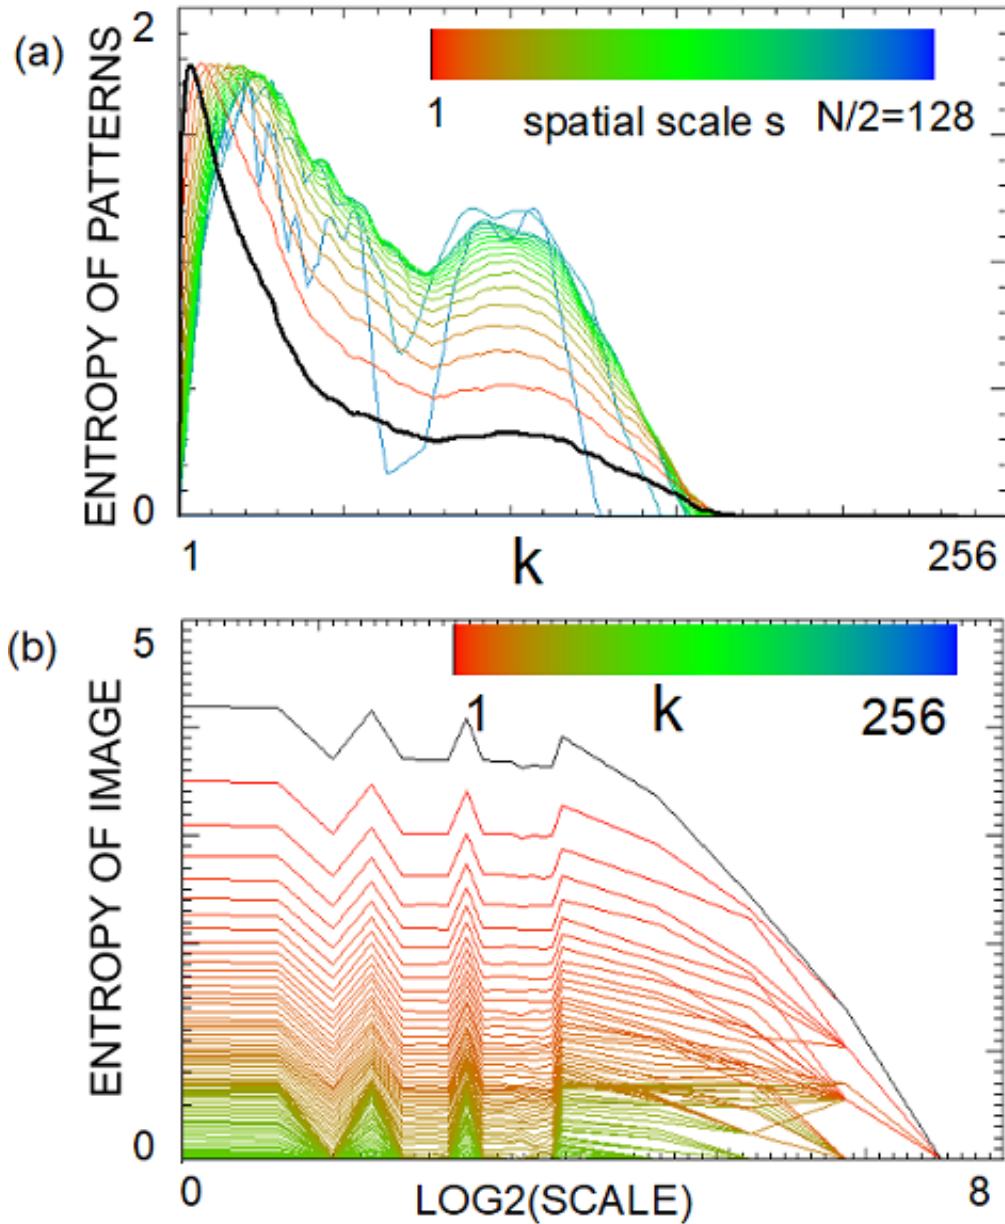 (a)
2
1
spatial scale s
N/2=128
ENTROPY OF PATTERNS
0
1
k
256
(b)
5
1
k
256
ENTROPY OF IMAGE
0
0
LOG2(SCALE)
8